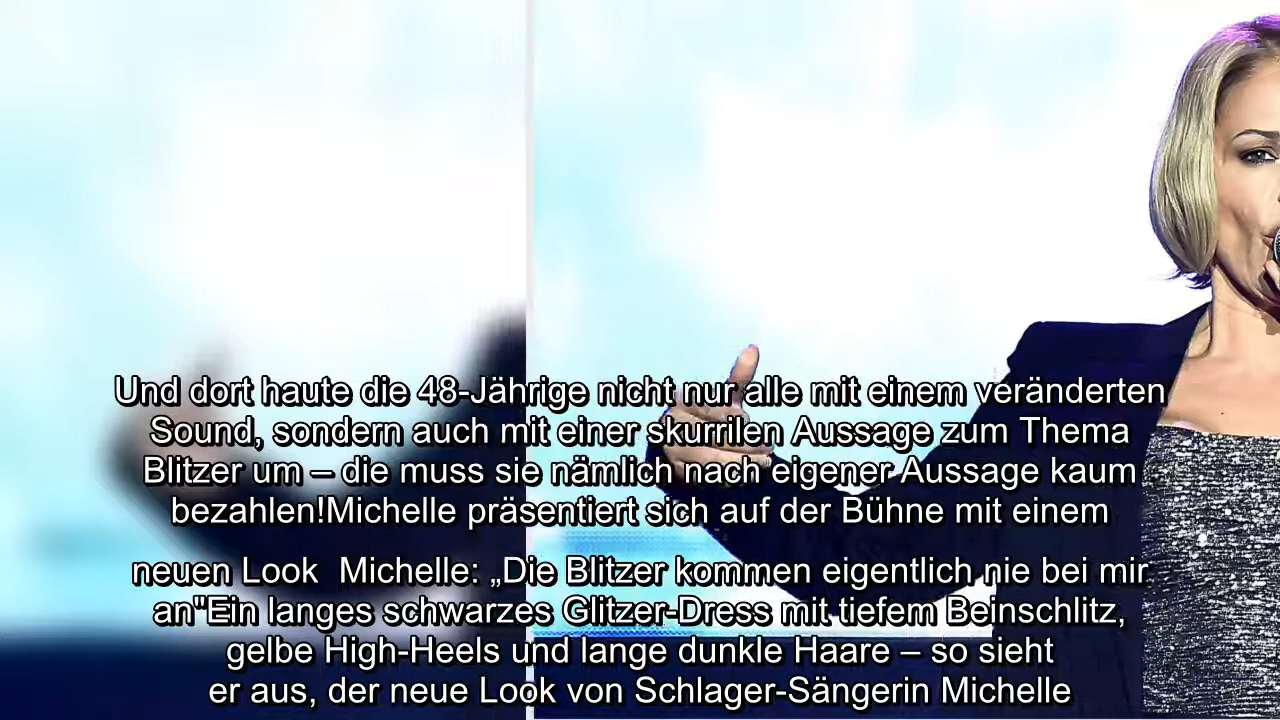 Und dort haute die 48-Jährige nicht nur alle mit einem veränderten
Sound, sondern auch mit einer skurrilen Aussage zum Thema
Blitzer um – die muss sie nämlich nach eigener Aussage kaum
bezahlen!Michelle präsentiert sich auf der Bühne mit einem
neuen Look  Michelle: „Die Blitzer kommen eigentlich nie bei mir
an"Ein langes schwarzes Glitzer-Dress mit tiefem Beinschlitz,
gelbe High-Heels und lange dunkle Haare – so sieht
er aus, der neue Look von Schlager-Sängerin Michelle